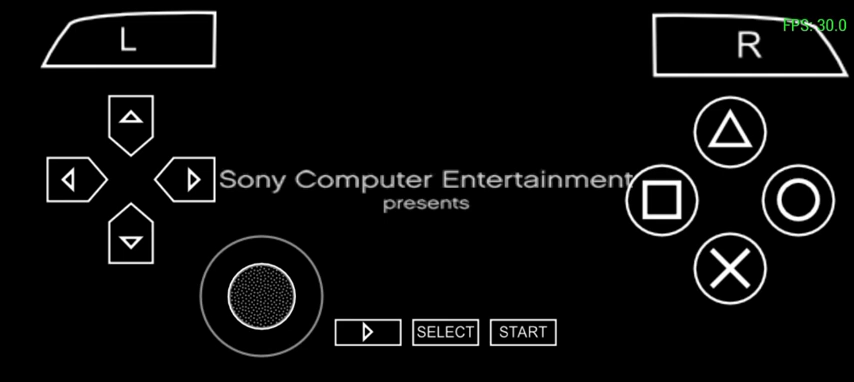 L
R
FPS: 30.0
Sony Computer Entertainment
presents
SELECT
START